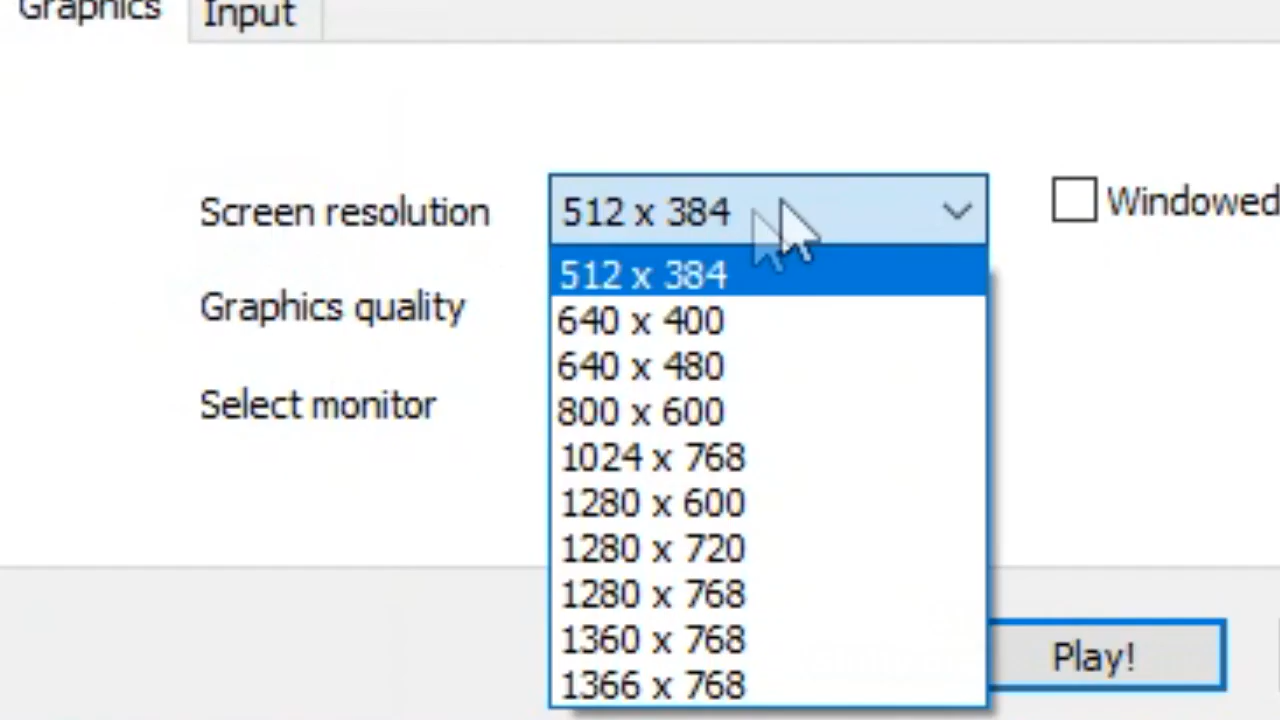 Graphics Input
Screen resolution 512 x 384 Windowed
512 x 384
Graphics quality
640 x 400
640 x 480
Select monitor
800 x 600
1024 x 768
1280 x 600
1280 x 720
1280 x 768
1360 x 768
1366 x 768
Play!